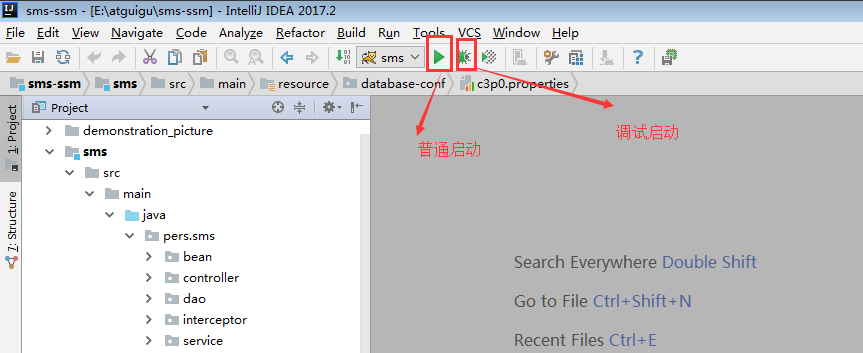 sms-ssm - [E:\atguigu\sms-ssm] - IntelliJ IDEA 2017.2
File Edit View Navigate Code Analyze Refactor Build Run Tools VCS Window Help
sms
sms-ssm sms src main resource database-conf c3p0.properties
1: Project
Project
demonstration_picture
sms
src
main
java
pers.sms
bean
controller
dao
interceptor
service
7: Structure
普通启动
调试启动
Search Everywhere Double Shift
Go to File Ctrl+Shift+N
Recent Files Ctrl+E